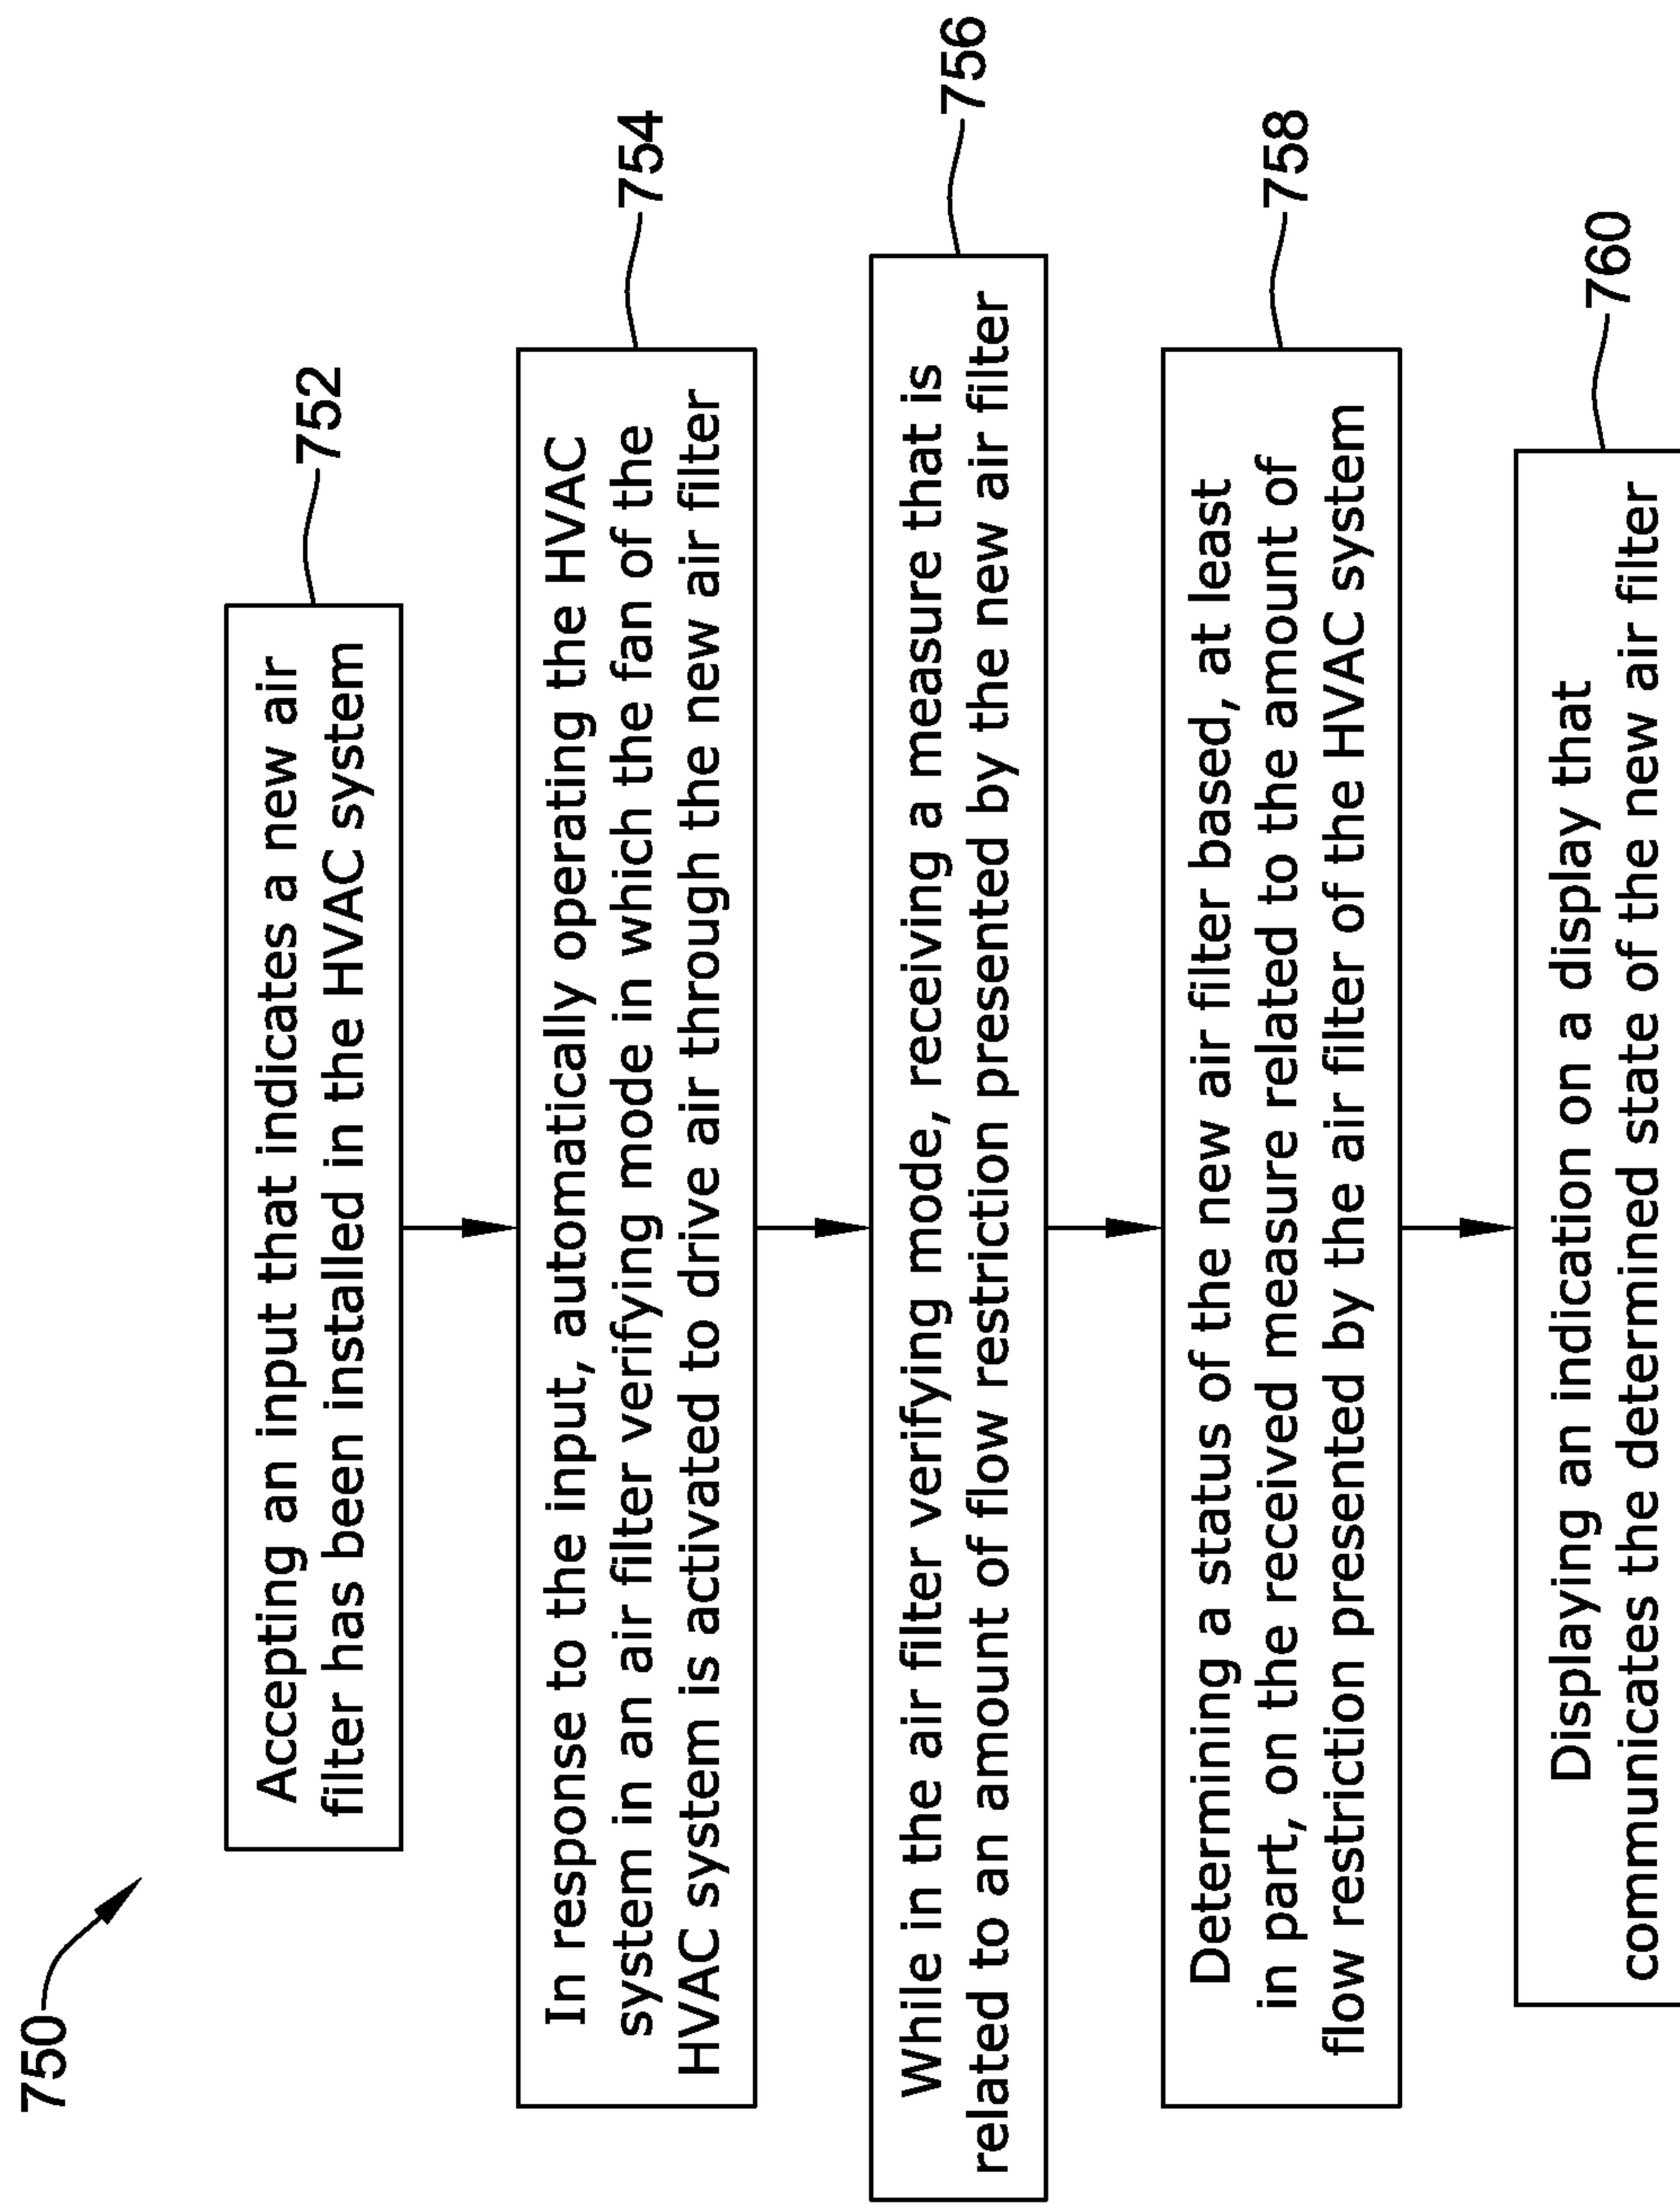 750
Accepting an input that indicates a new air
filter has been installed in the HVAC system
752
In response to the input, automatically operating the HVAC
system in an air filter verifying mode in which the fan of the
HVAC system is activated to drive air through the new air filter
754
While in the air filter verifying mode, receiving a measure that is
related to an amount of flow restriction presented by the new air filter
756
Determining a status of the new air filter based, at least
in part, on the received measure related to the amount of
flow restriction presented by the air filter of the HVAC system
758
Displaying an indication on a display that
communicates the determined state of the new air filter
760